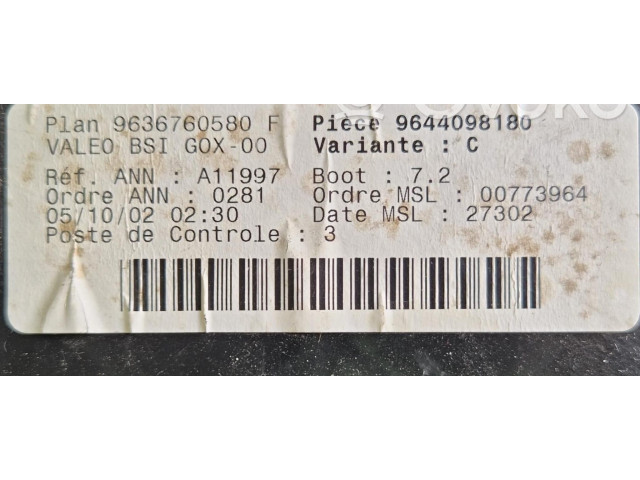 Plan 9636760580 F Pièce 9644098180
VALEO BSI GOX-00 Variante : C
Réf. ANN : A11997 Boot : 7.2
Ordre ANN : 0281 Ordre MSL : 00773964
05/10/02 02:30 Date MSL : 27302
Poste de Controle : 3